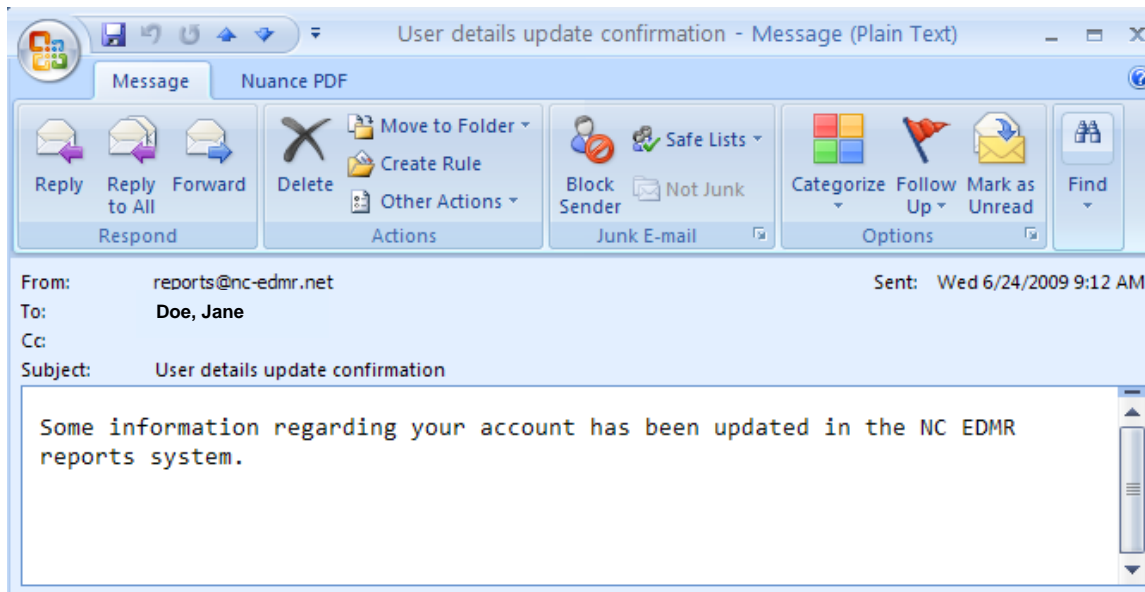 User details update confirmation - Message (Plain Text)
Message Nuance PDF
Reply Reply to All Forward
Respond
Delete Move to Folder
Create Rule
Other Actions
Actions
Block Sender Safe Lists
Not Junk
Junk E-mail
Categorize Follow Up Mark as Unread
Options
Find
From: reports@nc-edmr.net Sent: Wed 6/24/2009 9:12 AM
To: Doe, Jane
Cc:
Subject: User details update confirmation
Some information regarding your account has been updated in the NC EDMR
reports system.